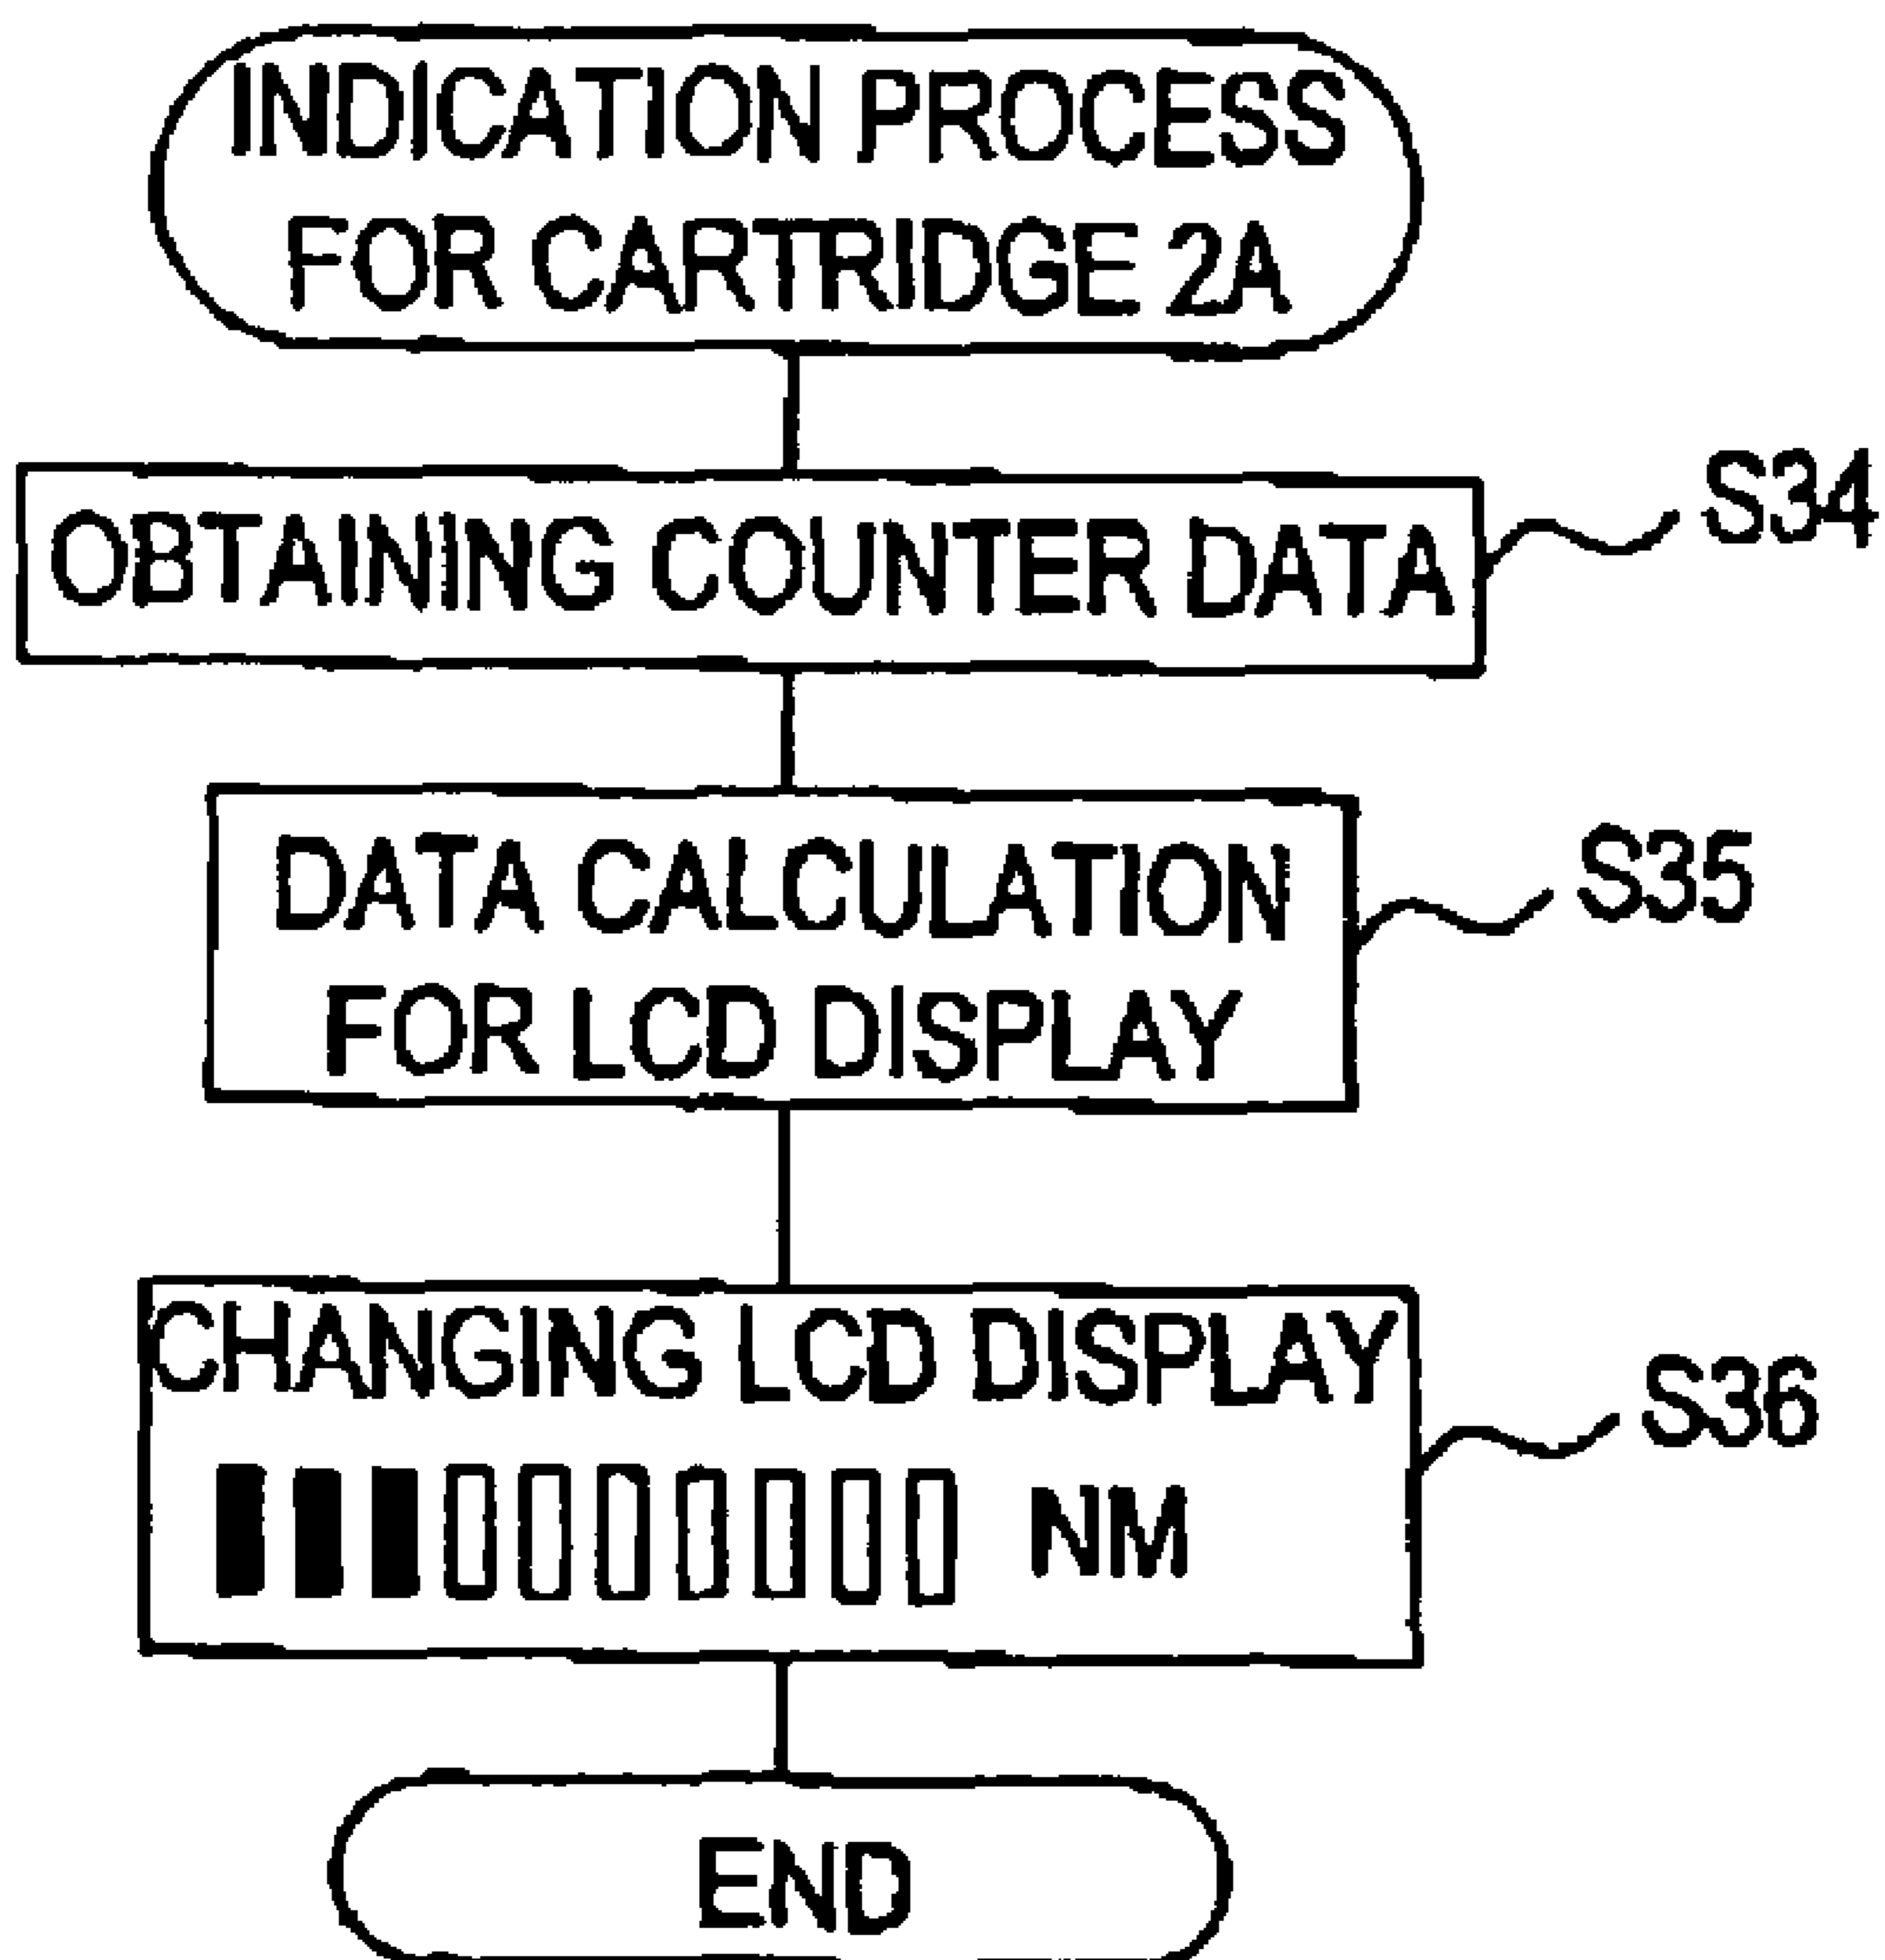 INDICATION PROCESS
FOR CARTRIDGE 2A
OBTAINING COUNTER DATA
S34
DATA CALCULATION
FOR LCD DISPLAY
S35
CHANGING LCD DISPLAY
S36
NM
END